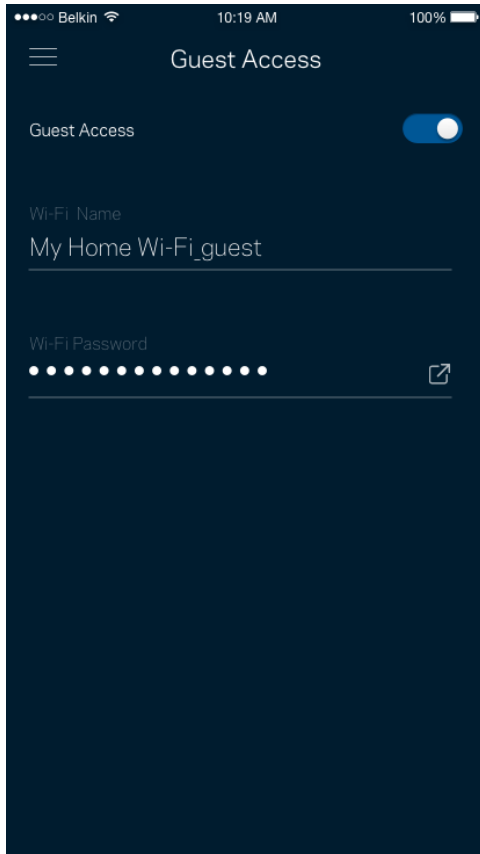 Belkin 10:19 AM 100%
Guest Access
Guest Access
Wi-Fi Name
My Home Wi-Fi_guest
Wi-Fi Password
●●●●●●●●●●●●●●